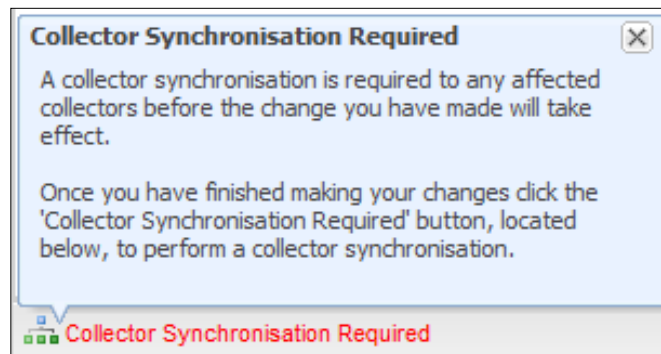 Collector Synchronisation Required
A collector synchronisation is required to any affected
collectors before the change you have made will take
effect.
Once you have finished making your changes click the
'Collector Synchronisation Required' button, located
below, to perform a collector synchronisation.
Collector Synchronisation Required